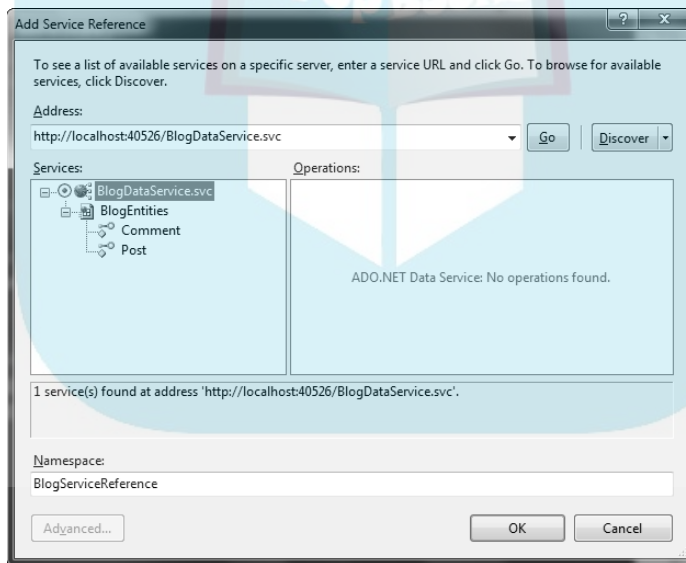 Add Service Reference
To see a list of available services on a specific server, enter a service URL and click Go. To browse for available
services, click Discover.
Address:
http://localhost:40526/BlogDataService.svc
Go
Discover
Services:
Operations:
BlogDataService.svc
BlogEntities
Comment
Post
ADO.NET Data Service: No operations found.
1 service(s) found at address 'http://localhost:40526/BlogDataService.svc'.
Namespace:
BlogServiceReference
Advanced...
OK
Cancel